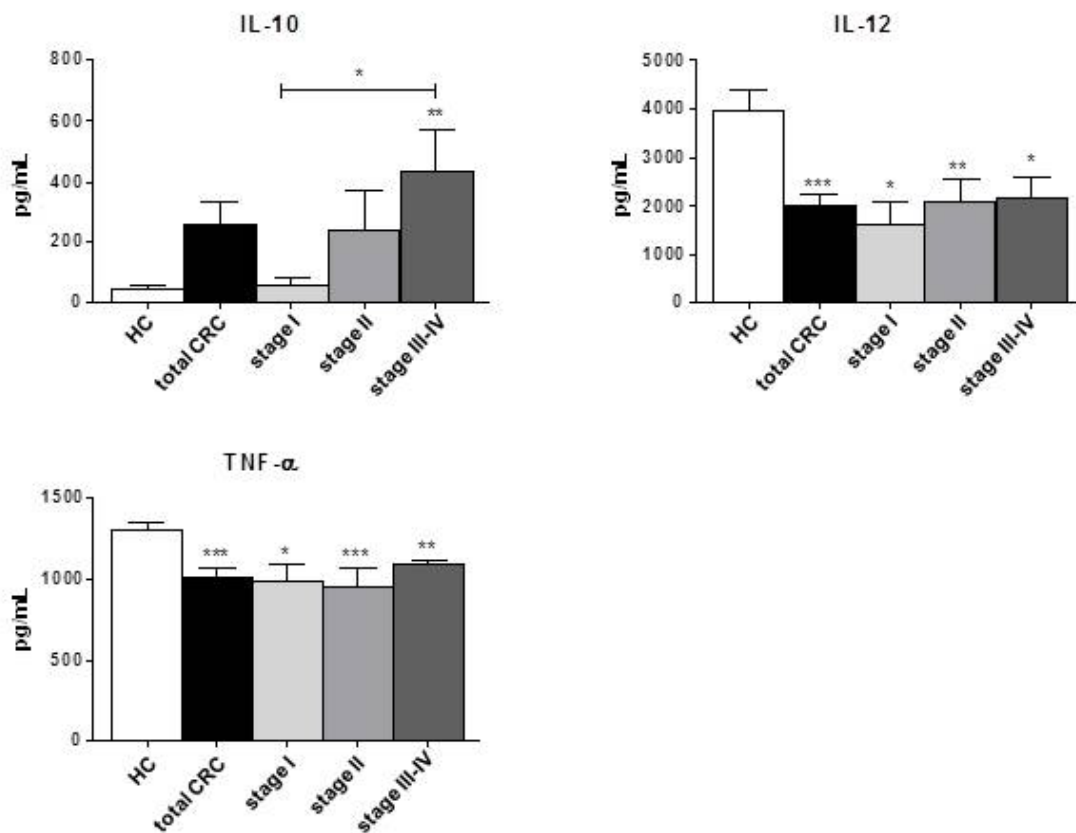 IL-10
800
600
400
200
0
pg/mL
*
**
HC
total CRC
stage I
stage II
stage III-IV
IL-12
5000
4000
3000
2000
1000
0
pg/mL
***
*
**
*
HC
total CRC
stage I
stage II
stage III-IV
TNF-α
1500
1000
500
0
pg/mL
***
*
***
**
HC
total CRC
stage I
stage II
stage III-IV